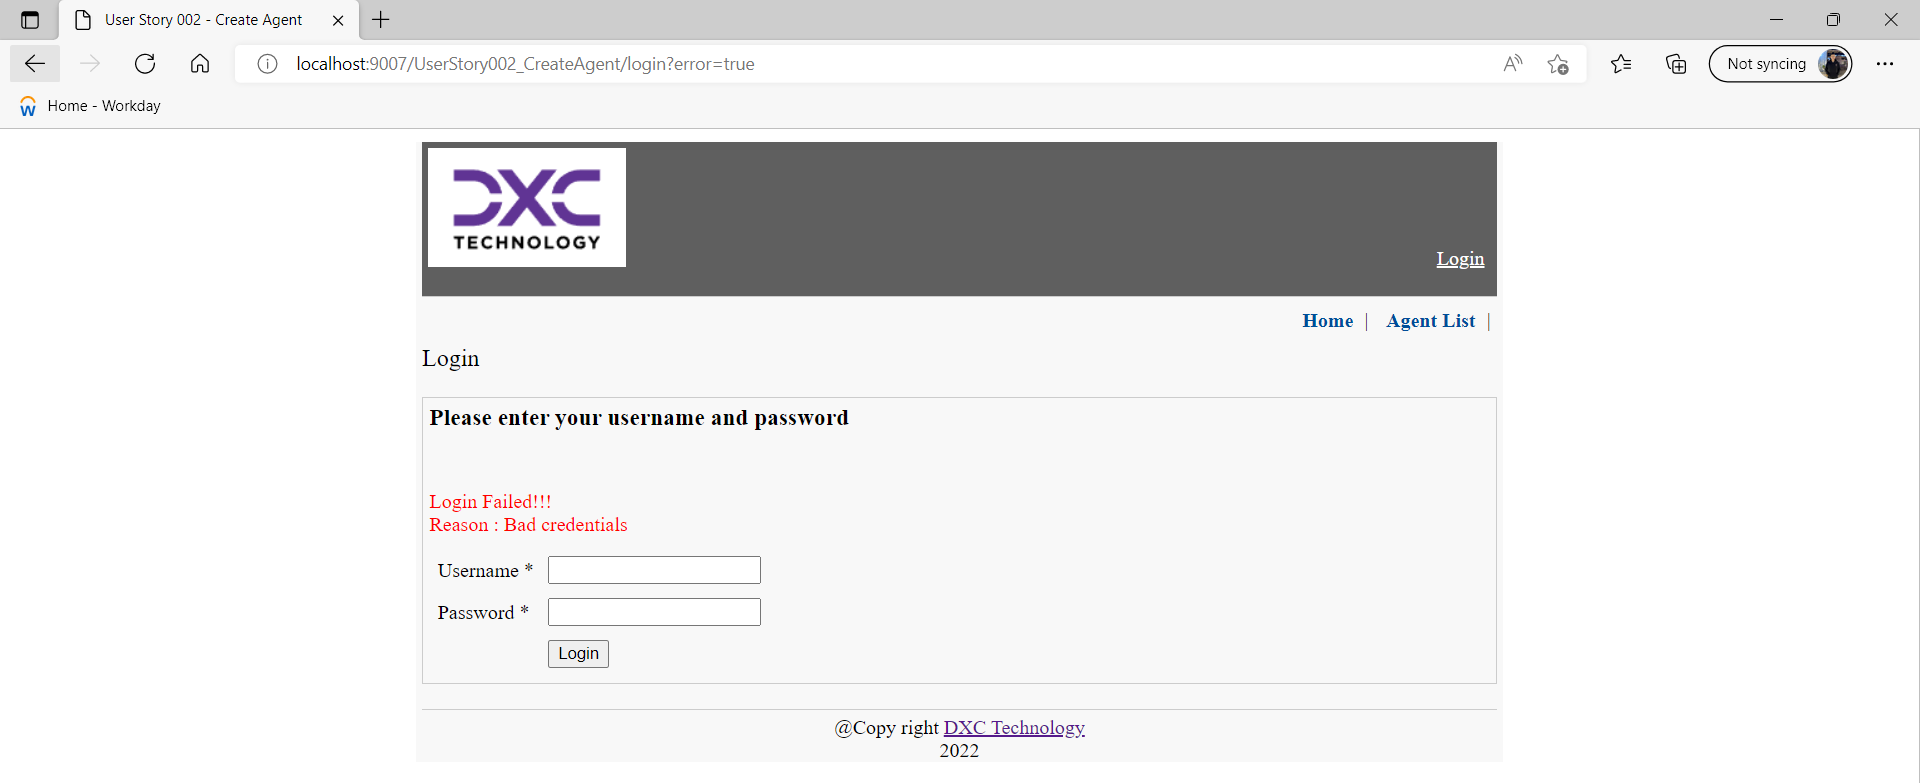 User Story 002 - Create Agent
localhost:9007/UserStory002_CreateAgent/login?error=true
Not syncing
Home - Workday
DXC
TECHNOLOGY
Login
Home | Agent List |
Login
Please enter your username and password
Login Failed!!!
Reason : Bad credentials
Username *
Password *
Login
@Copy right DXC Technology
2022